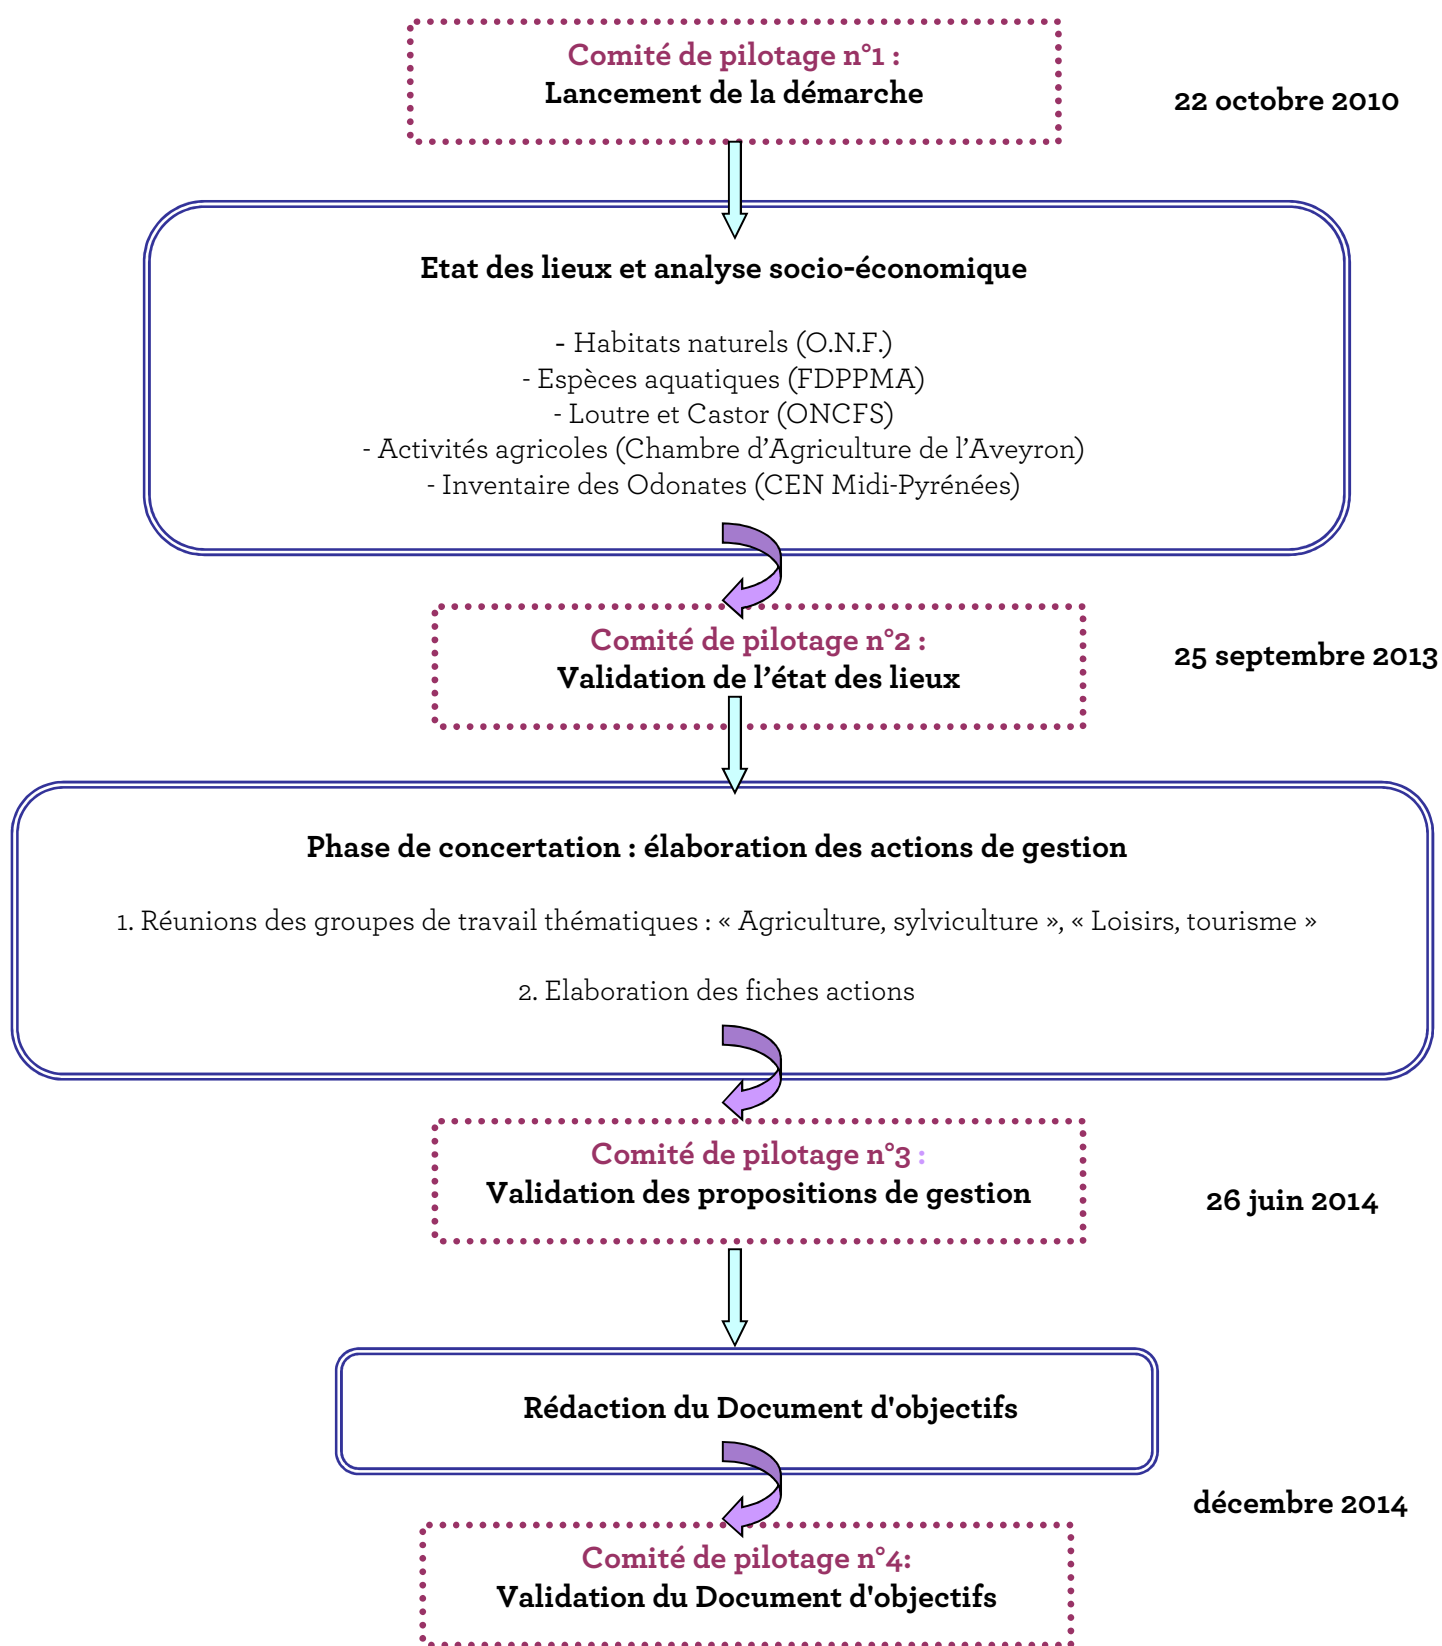 Comité de pilotage n°1 :
Lancement de la démarche
22 octobre 2010
Etat des lieux et analyse socio-économique
- Habitats naturels (O.N.F.)
- Espèces aquatiques (FDPPMA)
- Loutre et Castor (ONCFS)
- Activités agricoles (Chambre d'Agriculture de l'Aveyron)
- Inventaire des Odonates (CEN Midi-Pyrénées)
Comité de pilotage n°2 :
Validation de l'état des lieux
25 septembre 2013
Phase de concertation : élaboration des actions de gestion
1. Réunions des groupes de travail thématiques : « Agriculture, sylviculture », « Loisirs, tourisme »
2. Elaboration des fiches actions
Comité de pilotage n°3 :
Validation des propositions de gestion
26 juin 2014
Rédaction du Document d'objectifs
décembre 2014
Comité de pilotage n°4:
Validation du Document d'objectifs